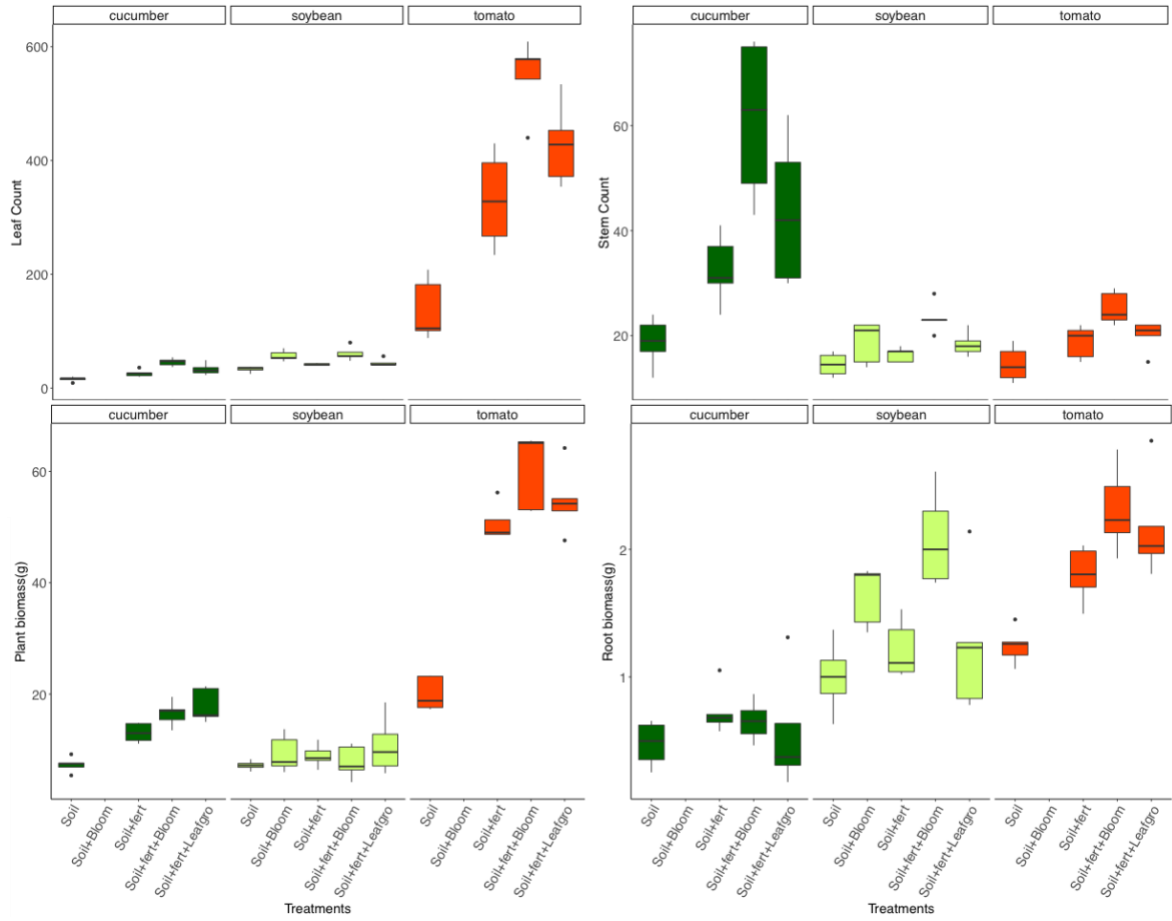 cucumber soybean tomato
600
400
200
0
Leaf Count
cucumber soybean tomato
60
40
20
Stem Count
cucumber soybean tomato
60
40
20
Plant biomass(g)
Soil Soil+Bloom Soil+fert Soil+fert+Bloom Soil+fert+Leafgro Soil Soil+Bloom Soil+fert Soil+fert+Bloom Soil+fert+Leafgro Soil Soil+Bloom Soil+fert Soil+fert+Bloom Soil+fert+Leafgro
Treatments
cucumber soybean tomato
2
1
Root biomass(g)
Soil Soil+Bloom Soil+fert Soil+fert+Bloom Soil+fert+Leafgro Soil Soil+Bloom Soil+fert Soil+fert+Bloom Soil+fert+Leafgro Soil Soil+Bloom Soil+fert Soil+fert+Bloom Soil+fert+Leafgro
Treatments